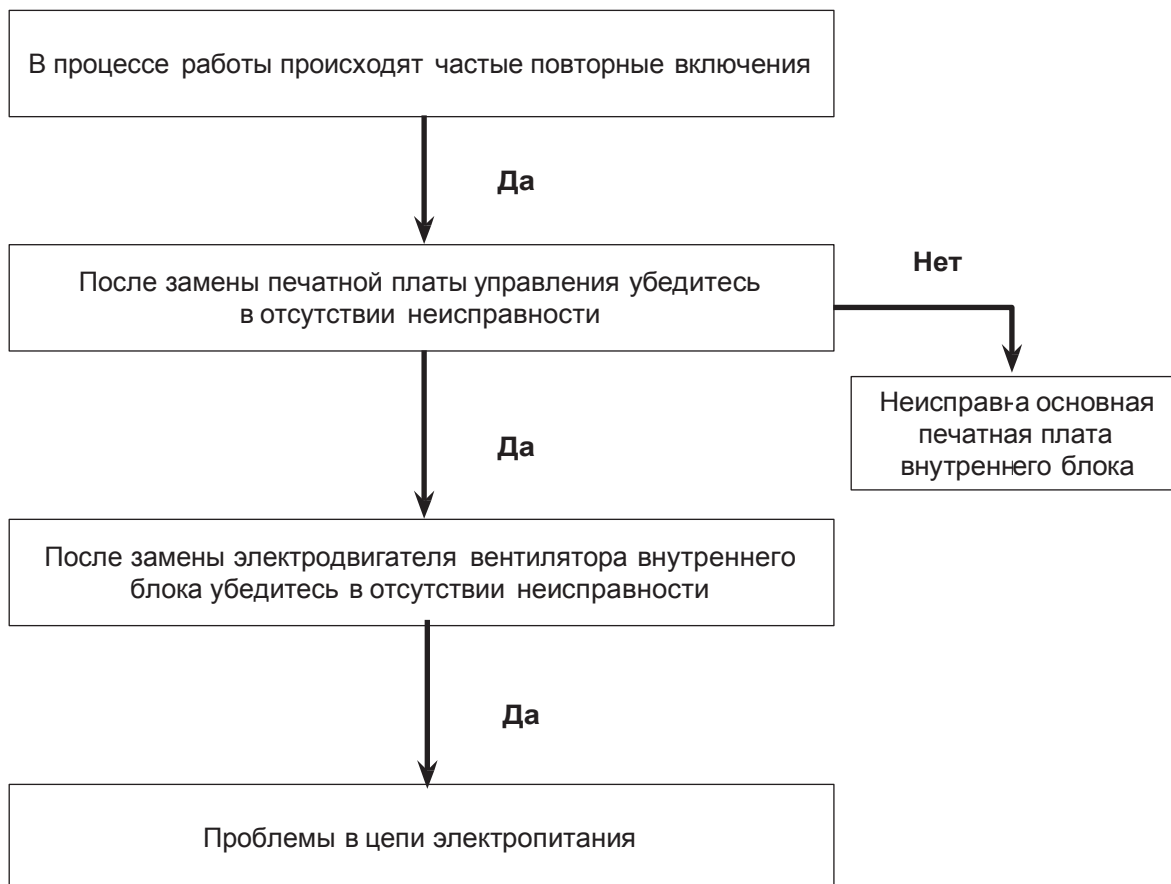 В процессе работы происходят частые повторные включения
Да
После замены печатной платы управления убедитесь
в отсутствии неисправности
Нет
Неисправна основная
печатная плата
внутреннего блока
Да
После замены электродвигателя вентилятора внутреннего
блока убедитесь в отсутствии неисправности
Да
Проблемы в цепи электропитания